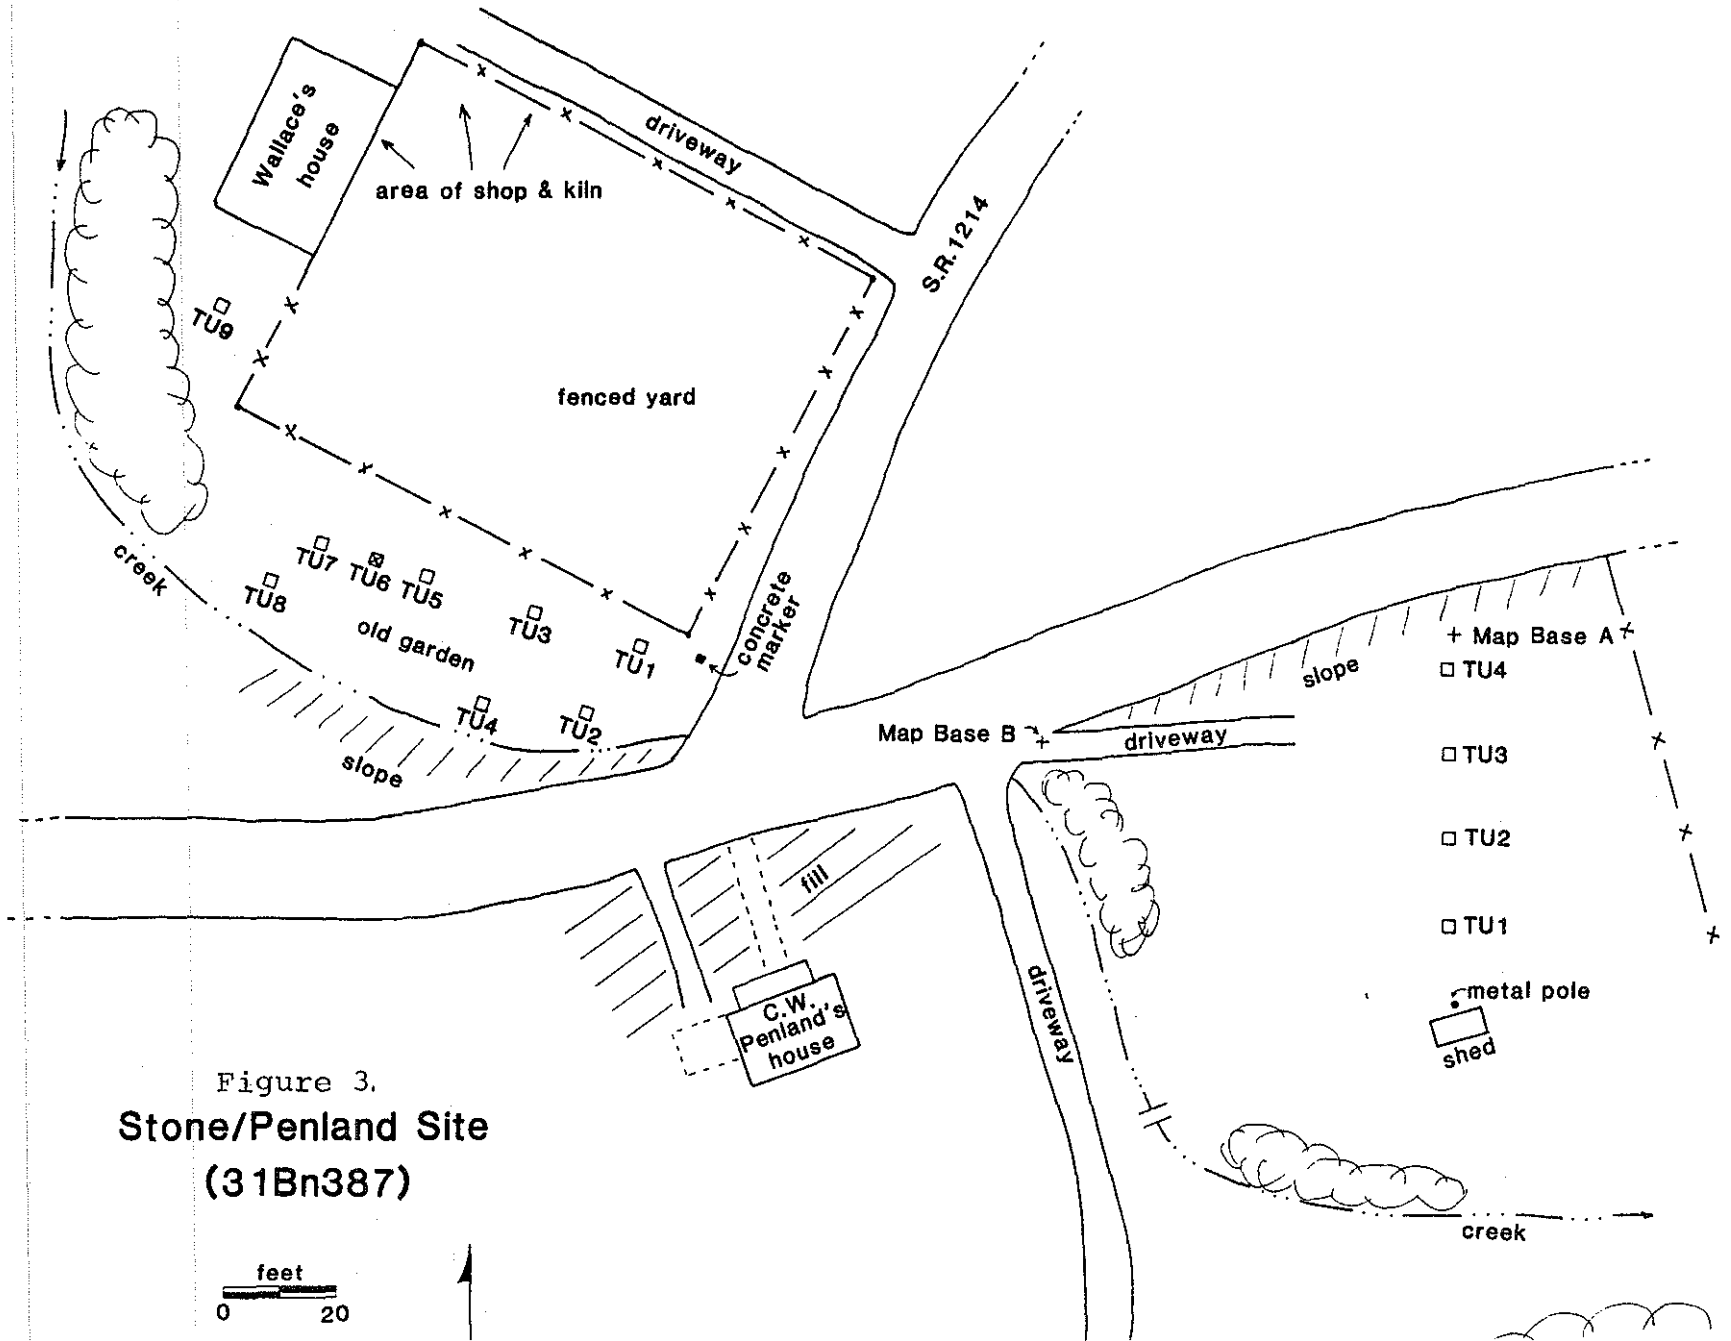 Wallace's
house
driveway
area of shop & kiln
S.R. 1214
TU9
fenced yard
creek
TU7
TU6
TU5
TU8
TU3
old garden
TU1
concrete
marker
TU4
TU2
slope
Map Base A
TU4
slope
Map Base B
driveway
TU3
TU2
TU1
fill
metal pole
shed
driveway
C.W.
Penland's
house
creek
Figure 3.
Stone/Penland Site
(31Bn387)
feet
0 20